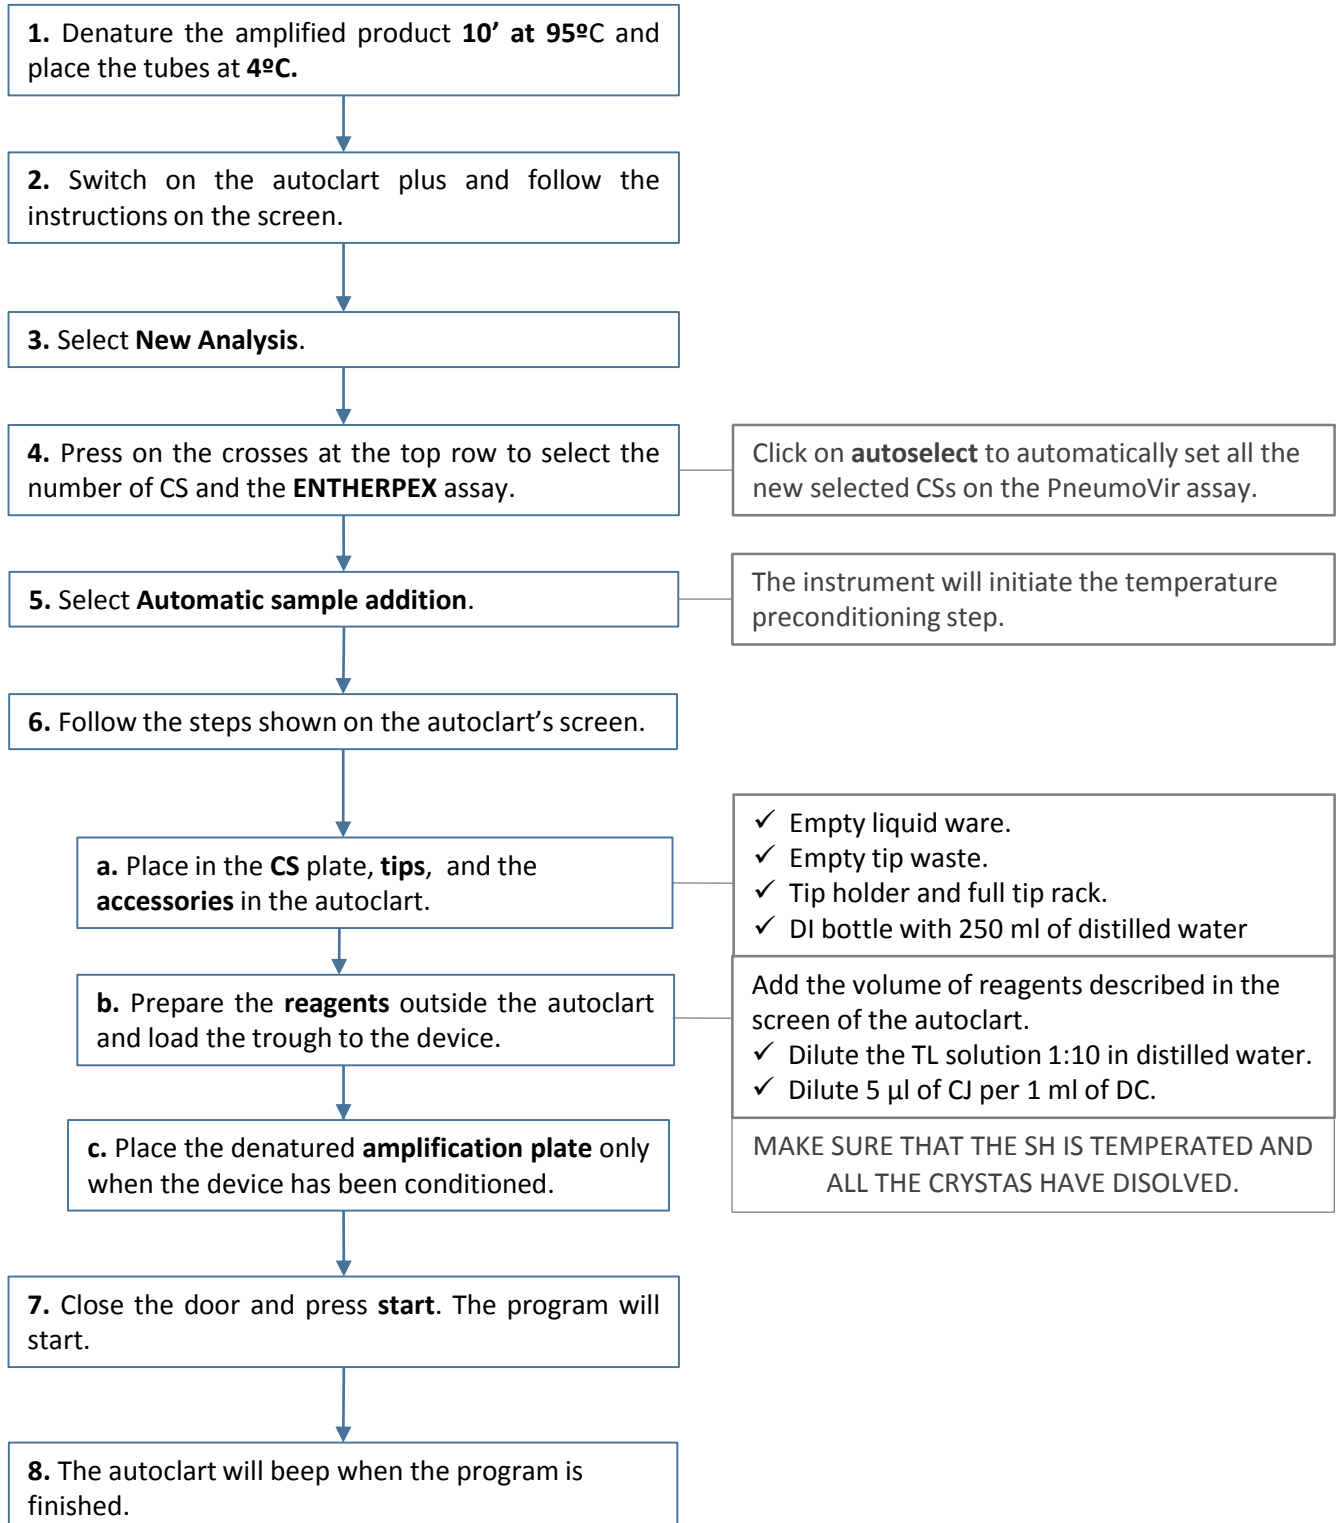 1. Denature the amplified product 10’ at 95ºC and
place the tubes at 4ºC.
2. Switch on the autoclart plus and follow the
instructions on the screen.
3. Select New Analysis.
4. Press on the crosses at the top row to select the
number of CS and the ENTHERPEX assay.
Click on autoselect to automatically set all the
new selected CSs on the PneumoVir assay.
5. Select Automatic sample addition.
The instrument will initiate the temperature
preconditioning step.
6. Follow the steps shown on the autoclart’s screen.
a. Place in the CS plate, tips, and the
accessories in the autoclart.
✓ Empty liquid ware.
✓ Empty tip waste.
✓ Tip holder and full tip rack.
✓ DI bottle with 250 ml of distilled water
b. Prepare the reagents outside the autoclart
and load the trough to the device.
Add the volume of reagents described in the
screen of the autoclart.
✓ Dilute the TL solution 1:10 in distilled water.
✓ Dilute 5 µl of CJ per 1 ml of DC.
c. Place the denatured amplification plate only
when the device has been conditioned.
MAKE SURE THAT THE SH IS TEMPERATED AND
ALL THE CRYSTAS HAVE DISOLVED.
7. Close the door and press start. The program will
start.
8. The autoclart will beep when the program is
finished.